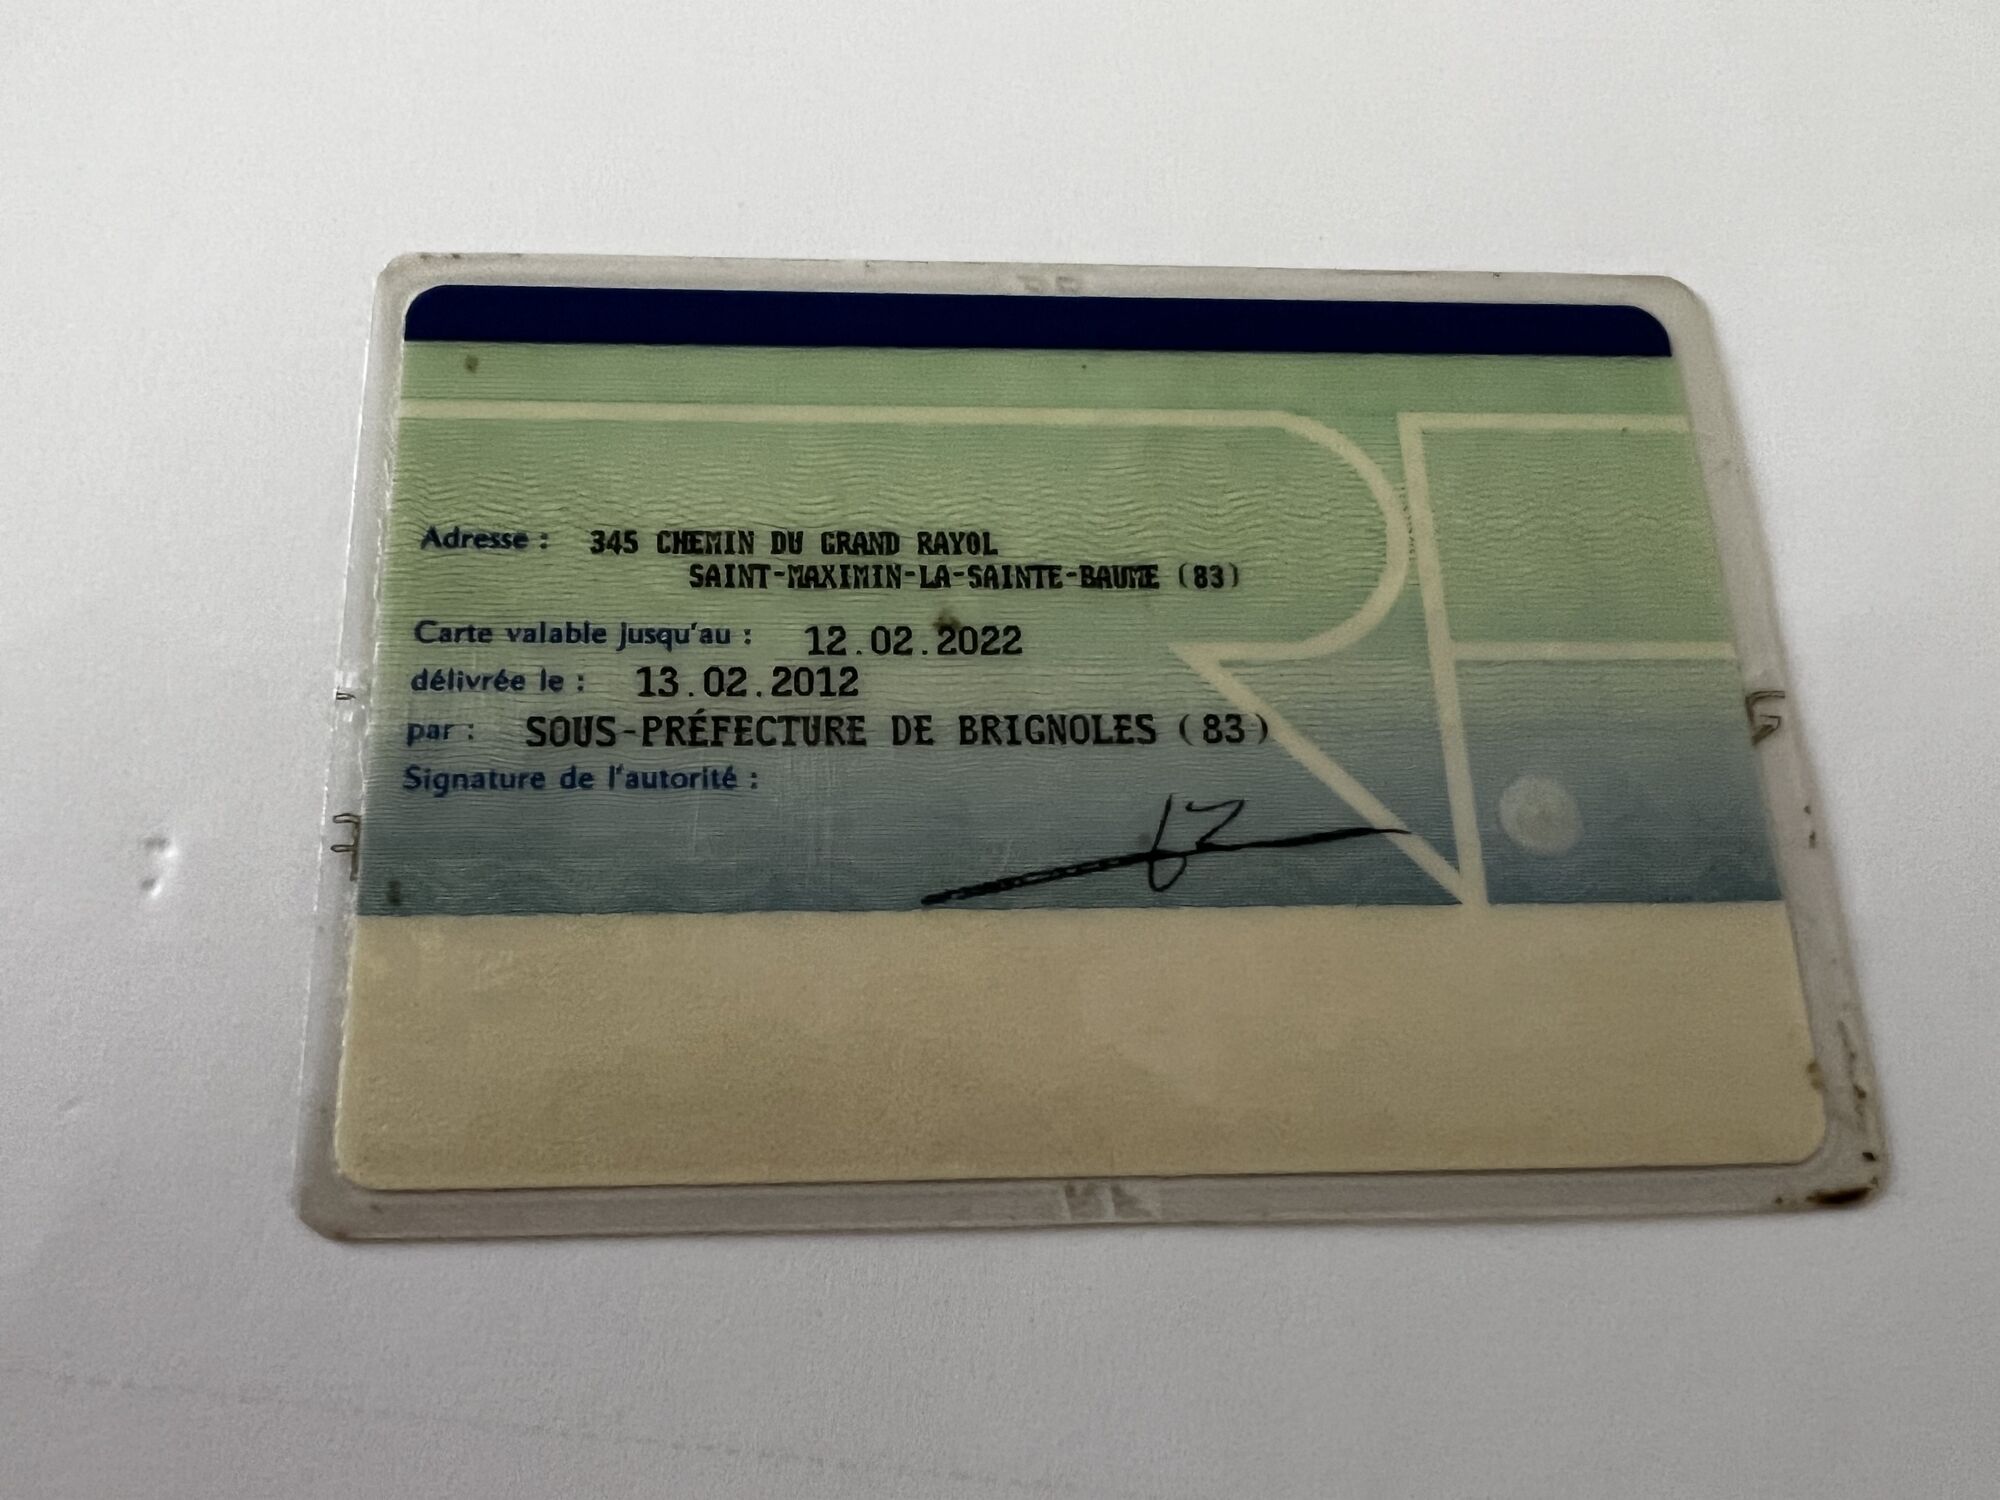 Adresse : 345 CHEMIN DU GRAND RAYOL
SAINT-MAXIMIN-LA-SAINTE-BAUME (83)
Carte valable jusqu'au : 12.02.2022
délivrée le : 13.02.2012
par : SOUS-PRÉFECTURE DE BRIGNOLES (83)
Signature de l'autorité :
RF